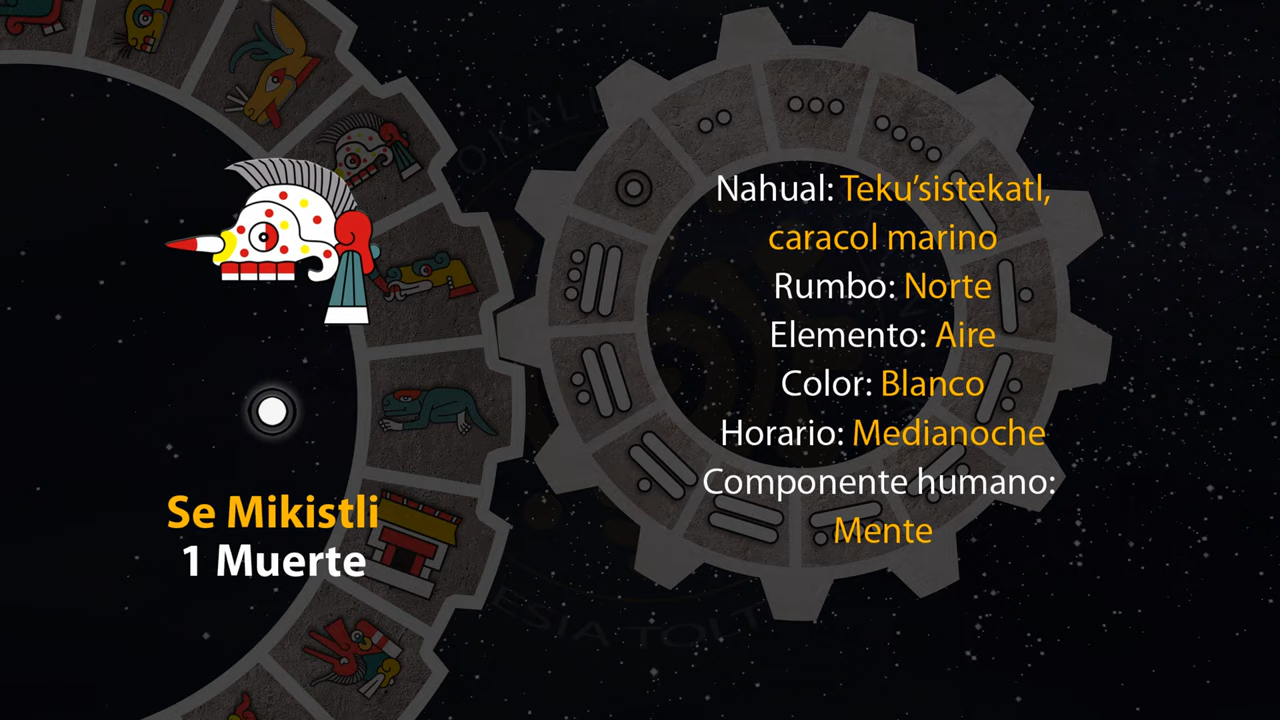 Se Mikistli
1 Muerte
Nahual: Teku’sistekatl,
caracol marino
Rumbo: Norte
Elemento: Aire
Color: Blanco
Horario: Medianoche
Componente humano:
Mente